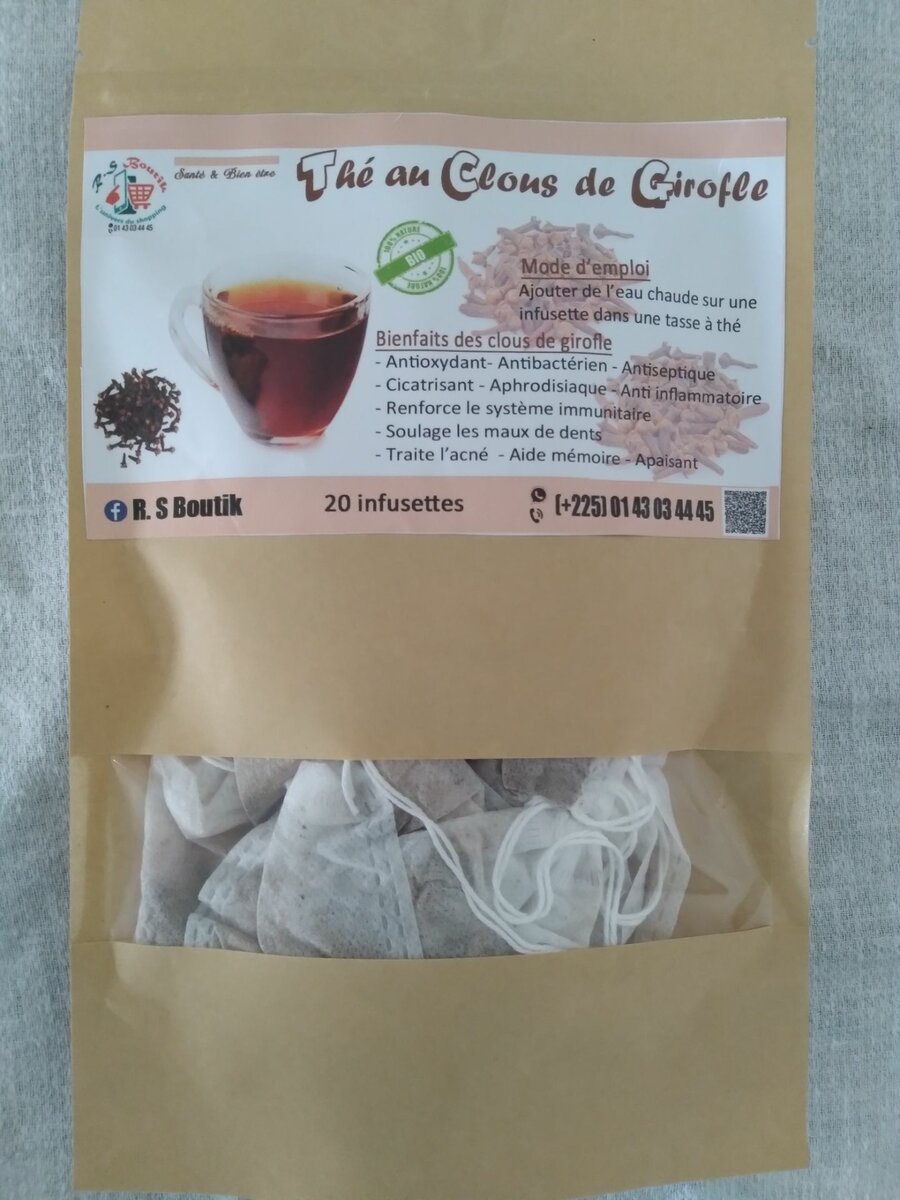 R.S Boutik
L'univers du shopping
01 43 03 44 45
Santé & Bien être
Thé au Clous de Girofle
100% NATURE
BIO
100% NATURE
Mode d'emploi
Ajouter de l'eau chaude sur une
infusette dans une tasse à thé
Bienfaits des clous de girofle
- Antioxydant- Antibactérien - Antiseptique
- Cicatrisant - Aphrodisiaque - Anti inflammatoire
- Renforce le système immunitaire
- Soulage les maux de dents
- Traite l'acné - Aide mémoire - Apaisant
R. S Boutik
20 infusettes
(+225) 01 43 03 44 45